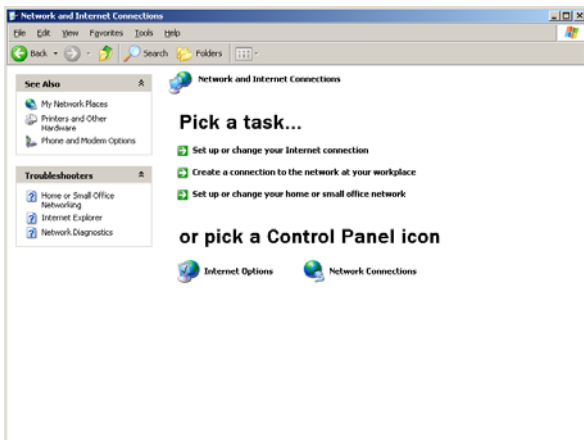 Network and Internet Connections
File Edit View Favorites Tools Help
Back Search Folders
See Also
My Network Places
Printers and Other
Hardware
Phone and Modem Options
Troubleshooters
Home or Small Office
Networking
Internet Explorer
Network Diagnostics
Network and Internet Connections
Pick a task...
Set up or change your Internet connection
Create a connection to the network at your workplace
Set up or change your home or small office network
or pick a Control Panel icon
Internet Options
Network Connections